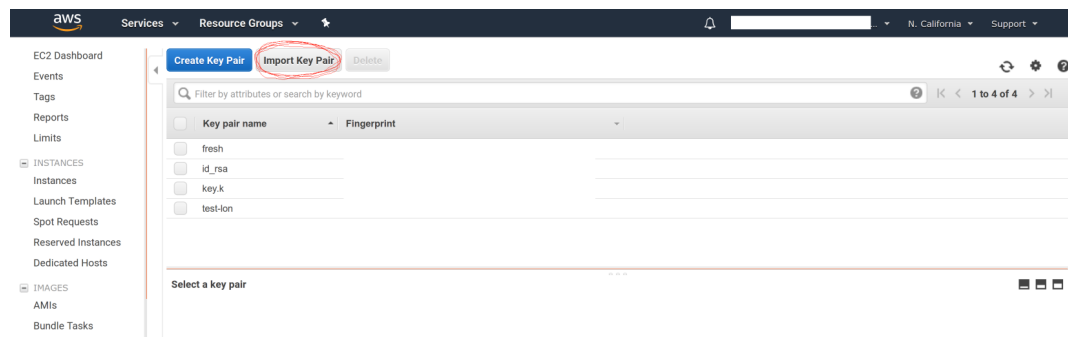 aws Services Resource Groups N. California Support
EC2 Dashboard
Events
Tags
Reports
Limits
INSTANCES
Instances
Launch Templates
Spot Requests
Reserved Instances
Dedicated Hosts
IMAGES
AMIs
Bundle Tasks
Create Key Pair Import Key Pair Delete
Filter by attributes or search by keyword 1 to 4 of 4
Key pair name Fingerprint
fresh
id_rsa
key.k
test-lon
Select a key pair